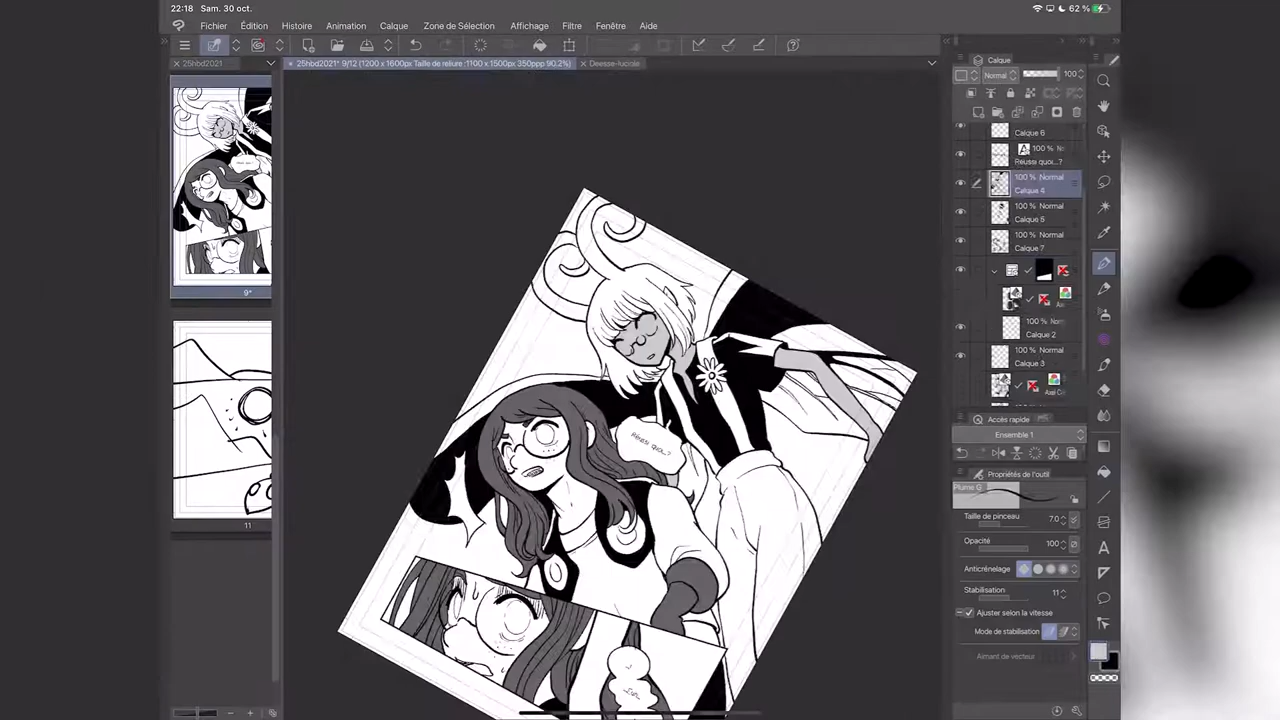 22:18 Sam. 30 oct.
62 %
Fichier Édition Histoire Animation Calque Zone de Sélection Affichage Filtre Fenêtre Aide
25hbd2021
25hbd2021* 9/12 (1200 x 1600px Taille de reliure :1100 x 1500px 350ppp 90.2%)
Deesse-luciole
Calque
Normal 100
Calque 6
100 %
Réussi quoi...?
100 % Normal
Calque 4
100 % Normal
Calque 5
100 % Normal
Calque 7
100 %
Calque 2
100 % Normal
Calque 3
Accès rapide
Ensemble 1
Propriétés de l'outil
Plume G
Taille de pinceau 7.0
Opacité 100
Anticrénelage
Stabilisation 11
Ajuster selon la vitesse
Mode de stabilisation
Aimant de vecteur
9*
11
Réussi quoi...?